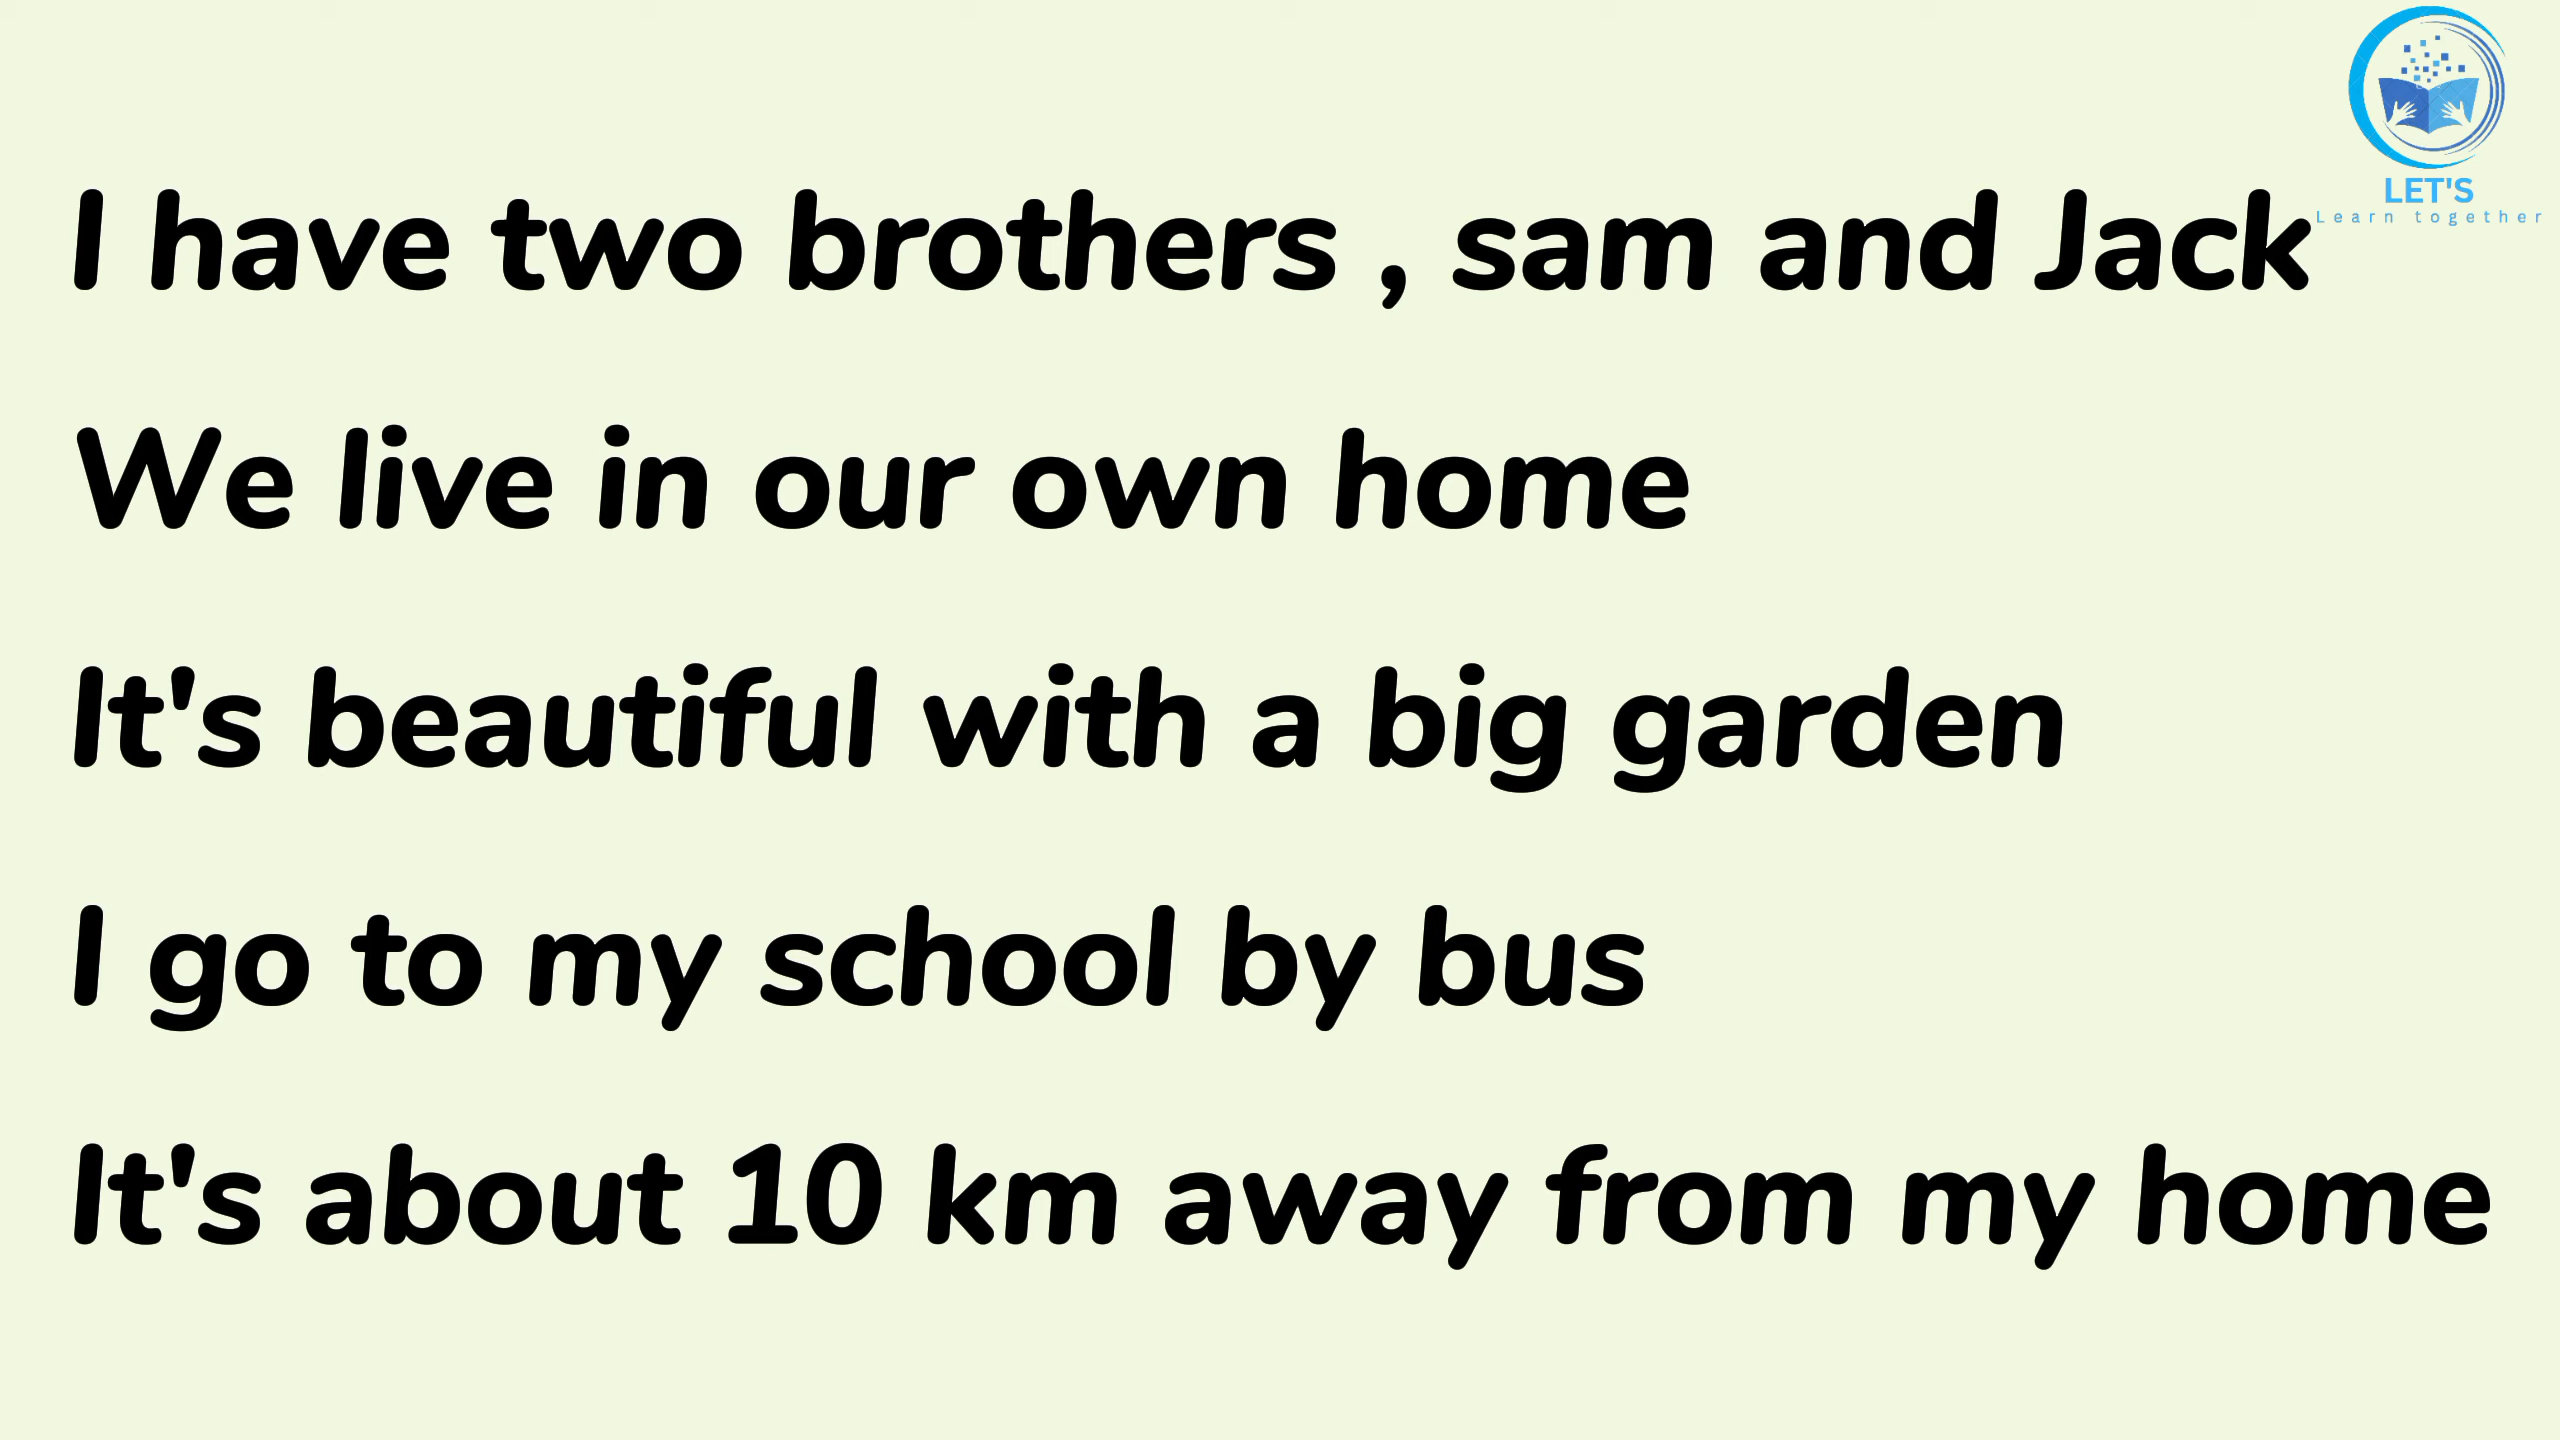 LET'S
Learn together
I have two brothers , sam and Jack
We live in our own home
It's beautiful with a big garden
I go to my school by bus
It's about 10 km away from my home